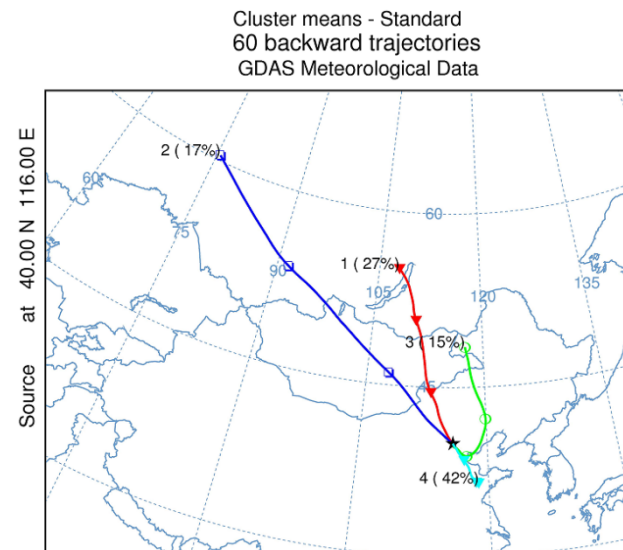 Cluster means - Standard
60 backward trajectories
GDAS Meteorological Data
Source at 40.00 N 116.00 E
2 ( 17%)
60
75
60
1 ( 27%)
90
105
120
135
3 ( 15%)
45
4 ( 42%)